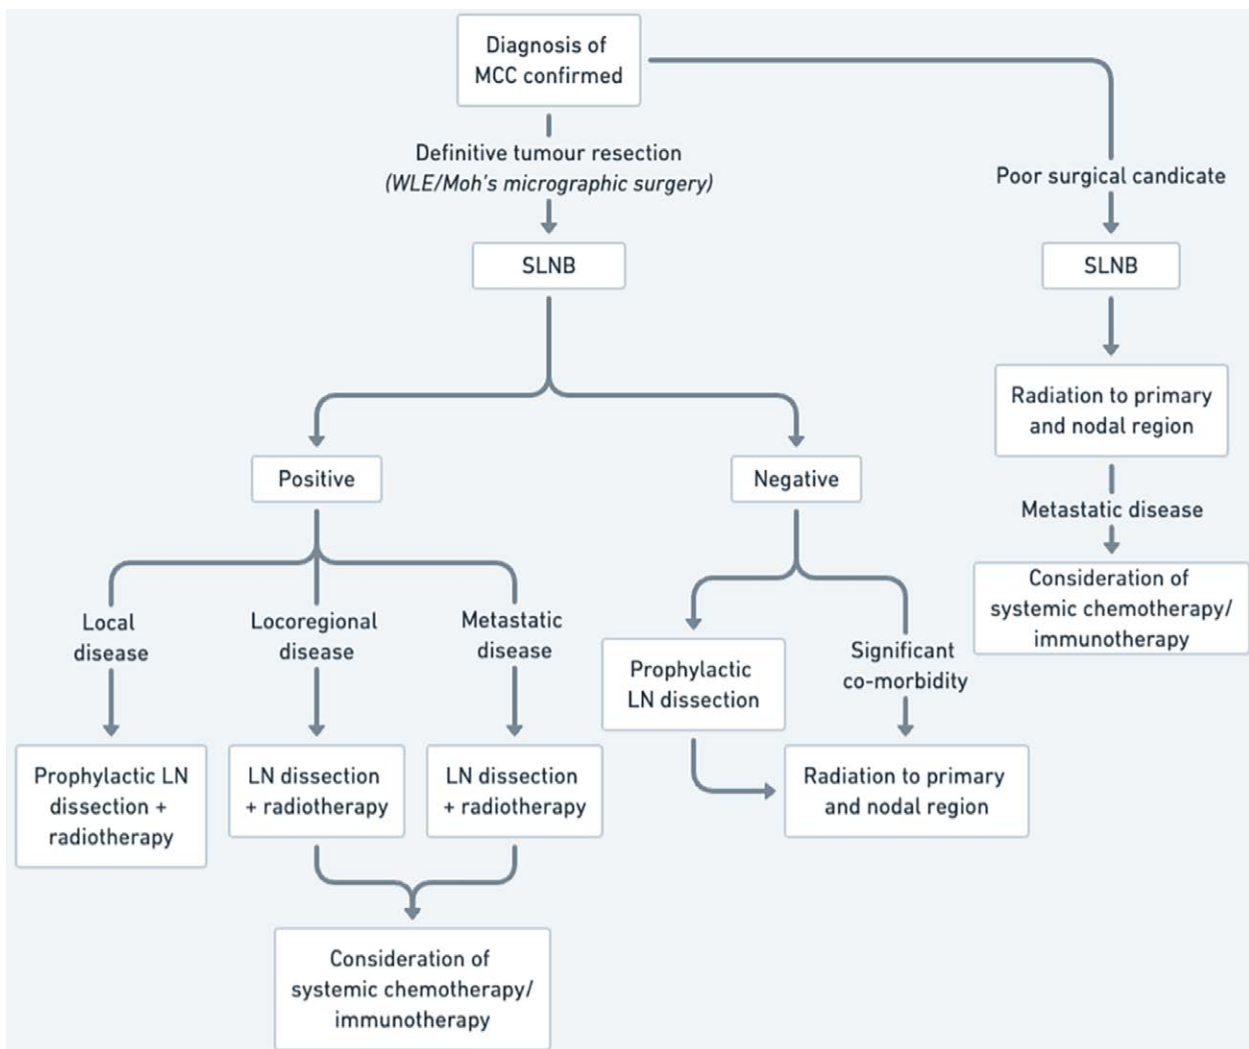 Diagnosis of
MCC confirmed
Definitive tumour resection
(WLE/Moh's micrographic surgery)
Poor surgical candicate
SLNB
SLNB
Radiation to primary
and nodal region
Positive
Negative
Metastatic disease
Consideration of
systemic chemotherapy/
immunotherapy
Local
disease
Locoregional
disease
Metastatic
disease
Prophylactic
LN dissection
Significant
co-morbidity
Prophylactic LN
dissection +
radiotherapy
LN dissection
+ radiotherapy
LN dissection
+ radiotherapy
Radiation to primary
and nodal region
Consideration of
systemic chemotherapy/
immunotherapy